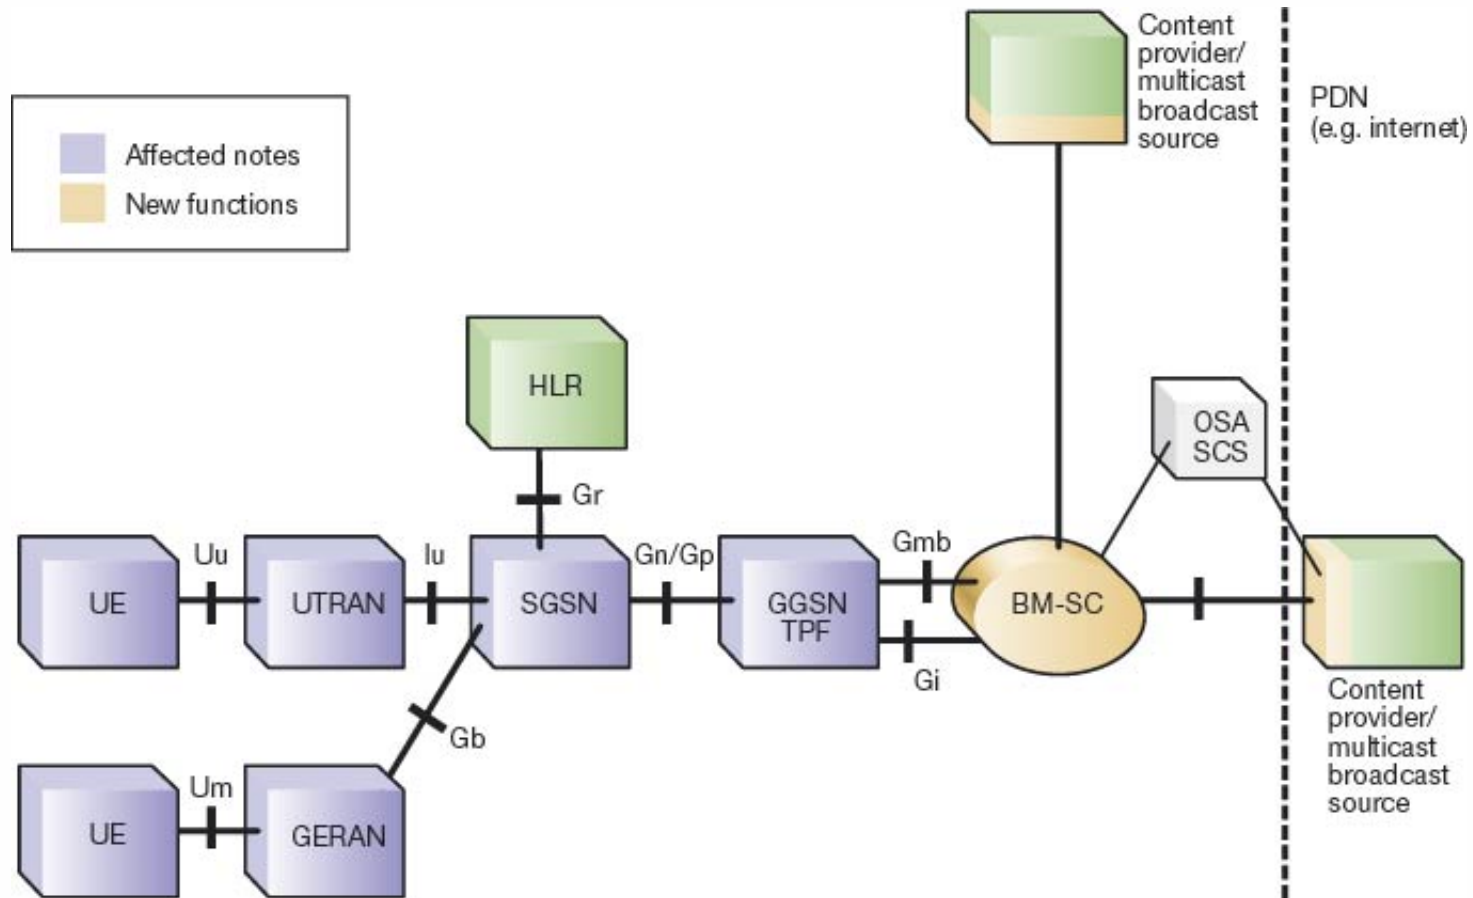 Content
provider/
multicast
broadcast
source
PDN
(e.g. internet)
Affected notes
New functions
HLR
OSA
SCS
Gr
Uu
Iu
Gn/Gp
Gmb
UE
UTRAN
SGSN
GGSN
TPF
BM-SC
Gi
Content
provider/
multicast
broadcast
source
Gb
Um
UE
GERAN